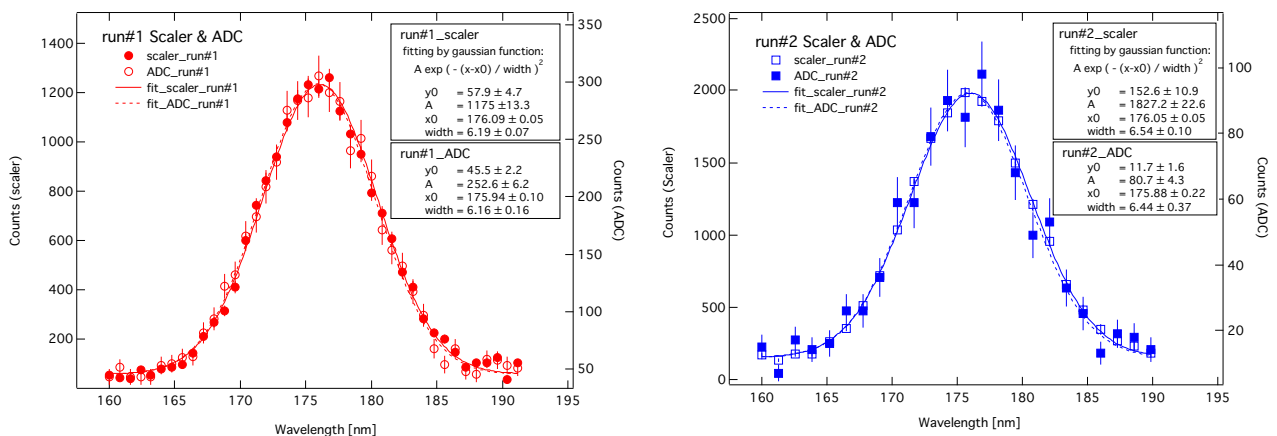 run#1 Scaler & ADC
scaler_run#1
ADC_run#1
fit_scaler_run#1
fit_ADC_run#1
run#1_scaler
fitting by gaussian function:
A exp ( - (x-x0) / width )²
y0 = 57.9 ± 4.7
A = 1175 ±13.3
x0 = 176.09 ± 0.05
width = 6.19 ± 0.07
run#1_ADC
y0 = 45.5 ± 2.2
A = 252.6 ± 6.2
x0 = 175.94 ± 0.10
width = 6.16 ± 0.16
Counts (scaler)
1400
1200
1000
800
600
400
200
Counts (ADC)
350
300
250
200
150
100
50
160 165 170 175 180 185 190 195
Wavelength [nm]
run#2 Scaler & ADC
scaler_run#2
ADC_run#2
fit_scaler_run#2
fit_ADC_run#2
run#2_scaler
fitting by gaussian function:
A exp ( - (x-x0) / width )²
y0 = 152.6 ± 10.9
A = 1827.2 ± 22.6
x0 = 176.05 ± 0.05
width = 6.54 ± 0.10
run#2_ADC
y0 = 11.7 ± 1.6
A = 80.7 ± 4.3
x0 = 175.88 ± 0.22
width = 6.44 ± 0.37
Counts (Scaler)
2500
2000
1500
1000
500
0
Counts (ADC)
100
80
60
40
20
160 165 170 175 180 185 190 195
Wavelength [nm]